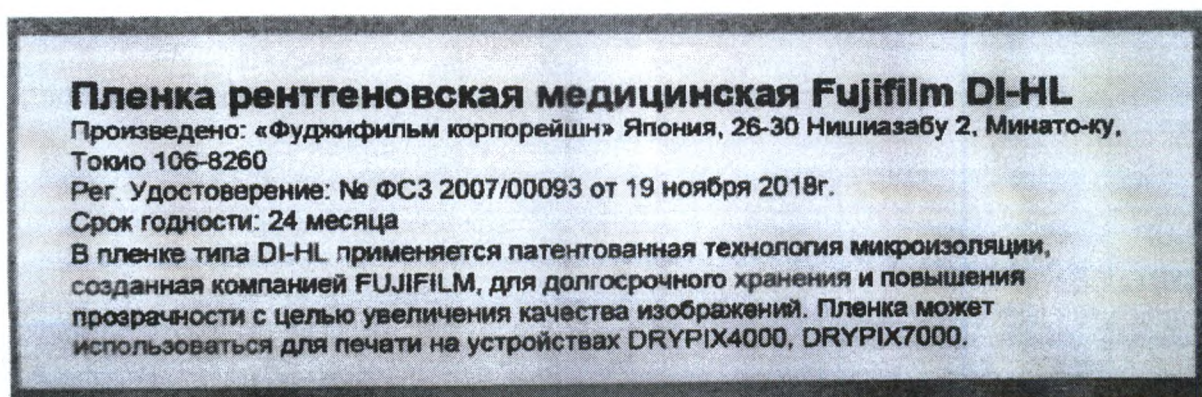 Пленка рентгеновская медицинская Fujifilm DI-HL
Произведено: «Фуджифильм корпорейшн» Япония, 26-30 Нишиазабу 2, Минато-ку,
Токио 106-8260
Рег. Удостоверение: № ФСЗ 2007/00093 от 19 ноября 2018г.
Срок годности: 24 месяца
В пленке типа DI-HL применяется патентованная технология микроизоляции,
созданная компанией FUJIFILM, для долгосрочного хранения и повышения
прозрачности с целью увеличения качества изображений. Пленка может
использоваться для печати на устройствах DRYPIX4000, DRYPIX7000.